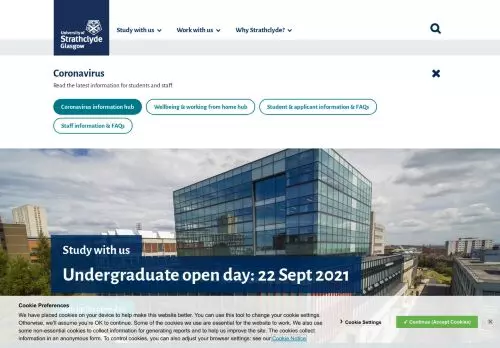 University of
Strathclyde
Glasgow
Study with us
Work with us
Why Strathclyde?
Coronavirus
Read the latest information for students and staff.
Coronavirus information hub
Wellbeing & working from home hub
Student & applicant information & FAQs
Staff information & FAQs
Study with us
Undergraduate open day: 22 Sept 2021
Cookie Preferences
We have placed cookies on your device to help make this website better. You can use this tool to change your cookie settings.
Otherwise, we'll assume you're OK to continue. Some of the cookies we use are essential for the website to work. We also use
some non-essential cookies to collect information for generating reports and to help us improve the site. The cookies collect
information in an anonymous form. To control cookies, you can also adjust your browser settings: see our Cookie Notice
Cookie Settings
✓ Continue (Accept Cookies)